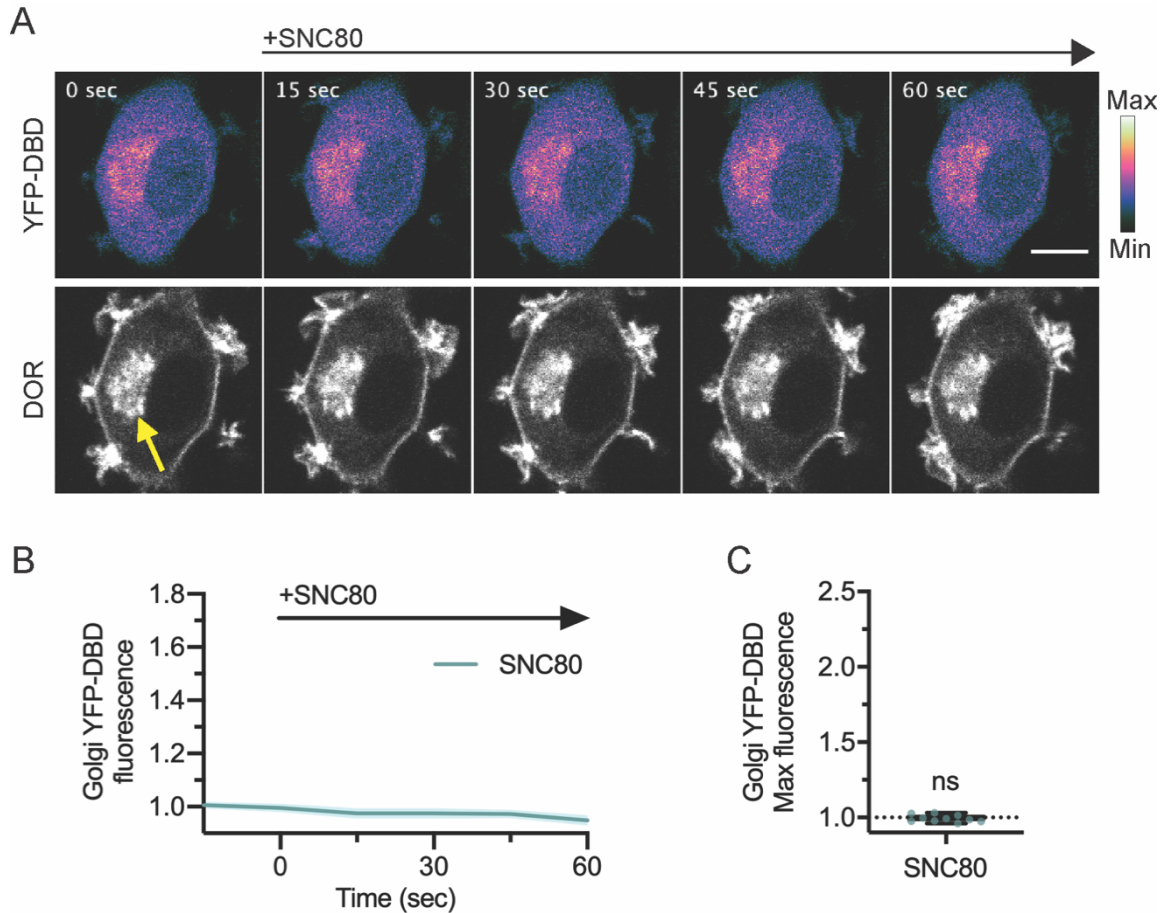 A
+SNC80
0 sec
15 sec
30 sec
45 sec
60 sec
YFP-DBD
Max
Min
DOR
B
+SNC80
SNC80
Golgi YFP-DBD
fluorescence
1.8
1.6
1.4
1.2
1.0
0
30
60
Time (sec)
C
Golgi YFP-DBD
Max fluorescence
2.5
2.0
1.5
1.0
ns
SNC80